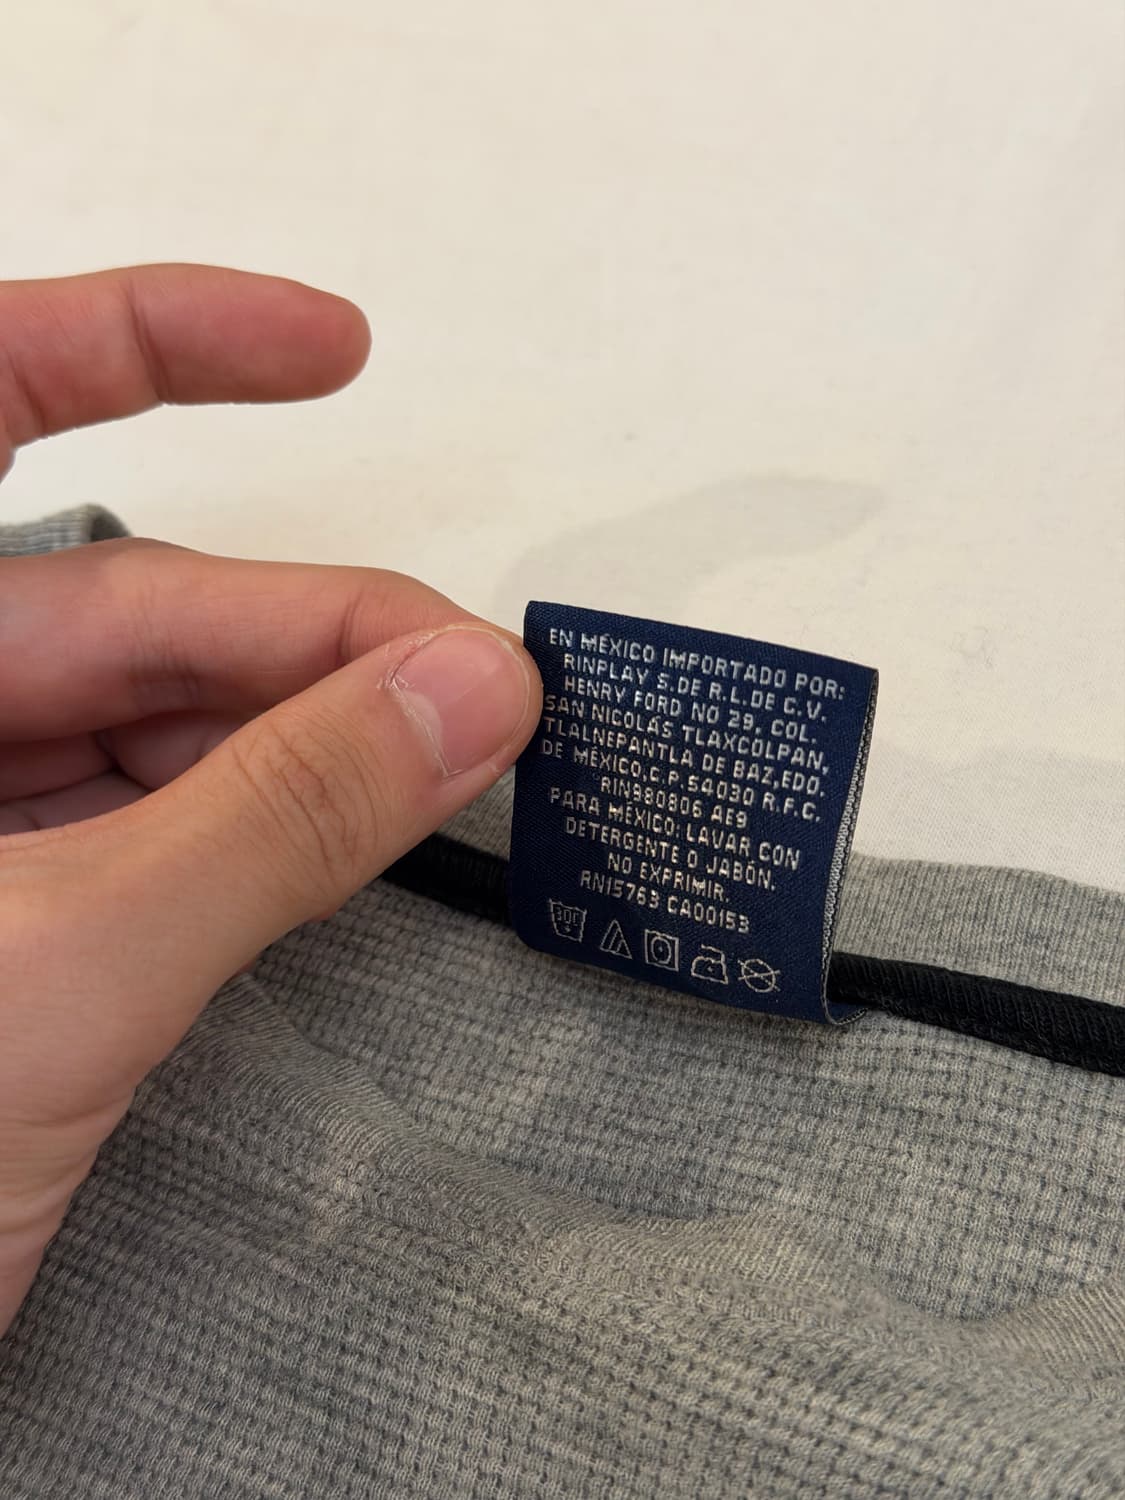 EN MÉXICO IMPORTADO POR:
RINPLAY S.DE R.L.DE C.V.
HENRY FORD NO 29, COL.
SAN NICOLÁS TLAXCOLPAN,
TLALNEPANTLA DE BAZ,EDO.
DE MÉXICO,C.P.54030 R.F.C.
RIN980806 AE9
PARA MÉXICO: LAVAR CON
DETERGENTE O JABÓN.
NO EXPRIMIR.
RN15763 CA00153
30C